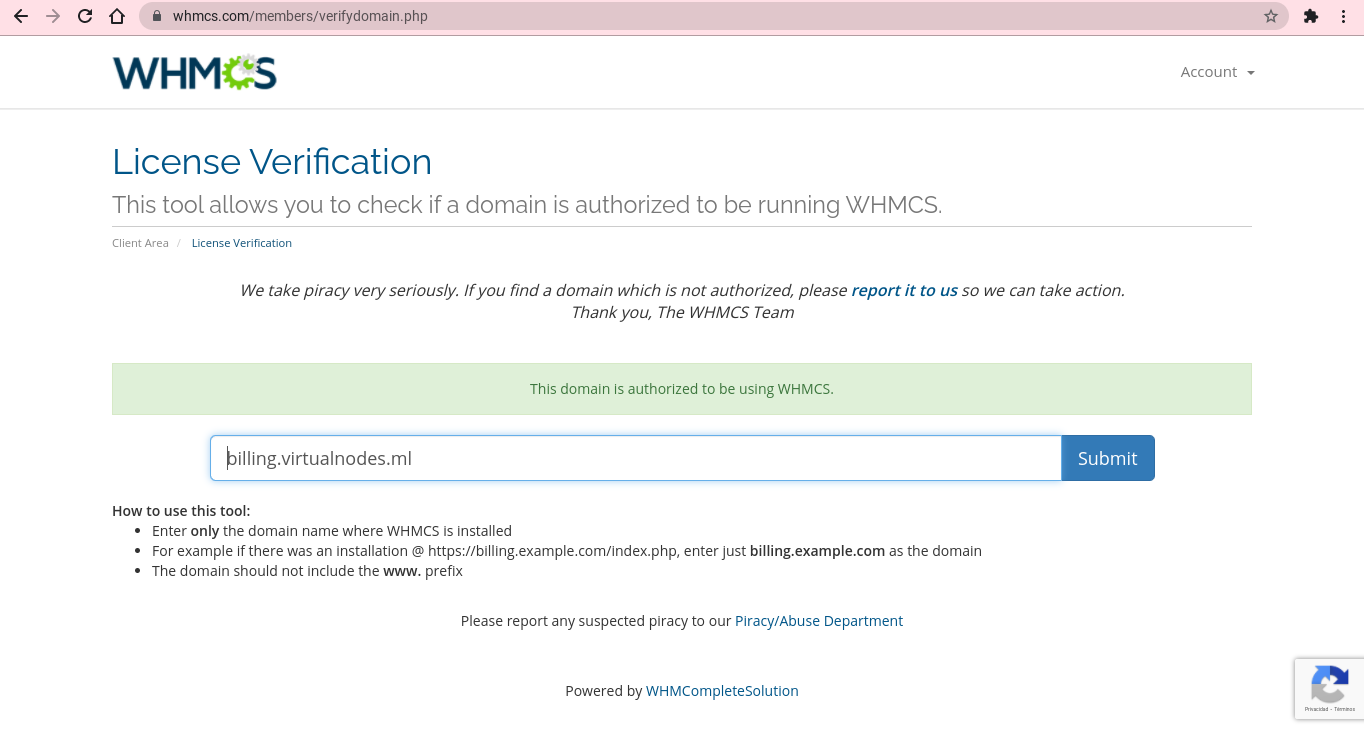 whmcs.com/members/verifydomain.php
WHMCS
Account
License Verification
This tool allows you to check if a domain is authorized to be running WHMCS.
Client Area / License Verification
We take piracy very seriously. If you find a domain which is not authorized, please report it to us so we can take action.
Thank you, The WHMCS Team
This domain is authorized to be using WHMCS.
billing.virtualnodes.ml
Submit
How to use this tool:
• Enter only the domain name where WHMCS is installed
• For example if there was an installation @ https://billing.example.com/index.php, enter just billing.example.com as the domain
• The domain should not include the www. prefix
Please report any suspected piracy to our Piracy/Abuse Department
Powered by WHMCompleteSolution
Privacidad - Términos